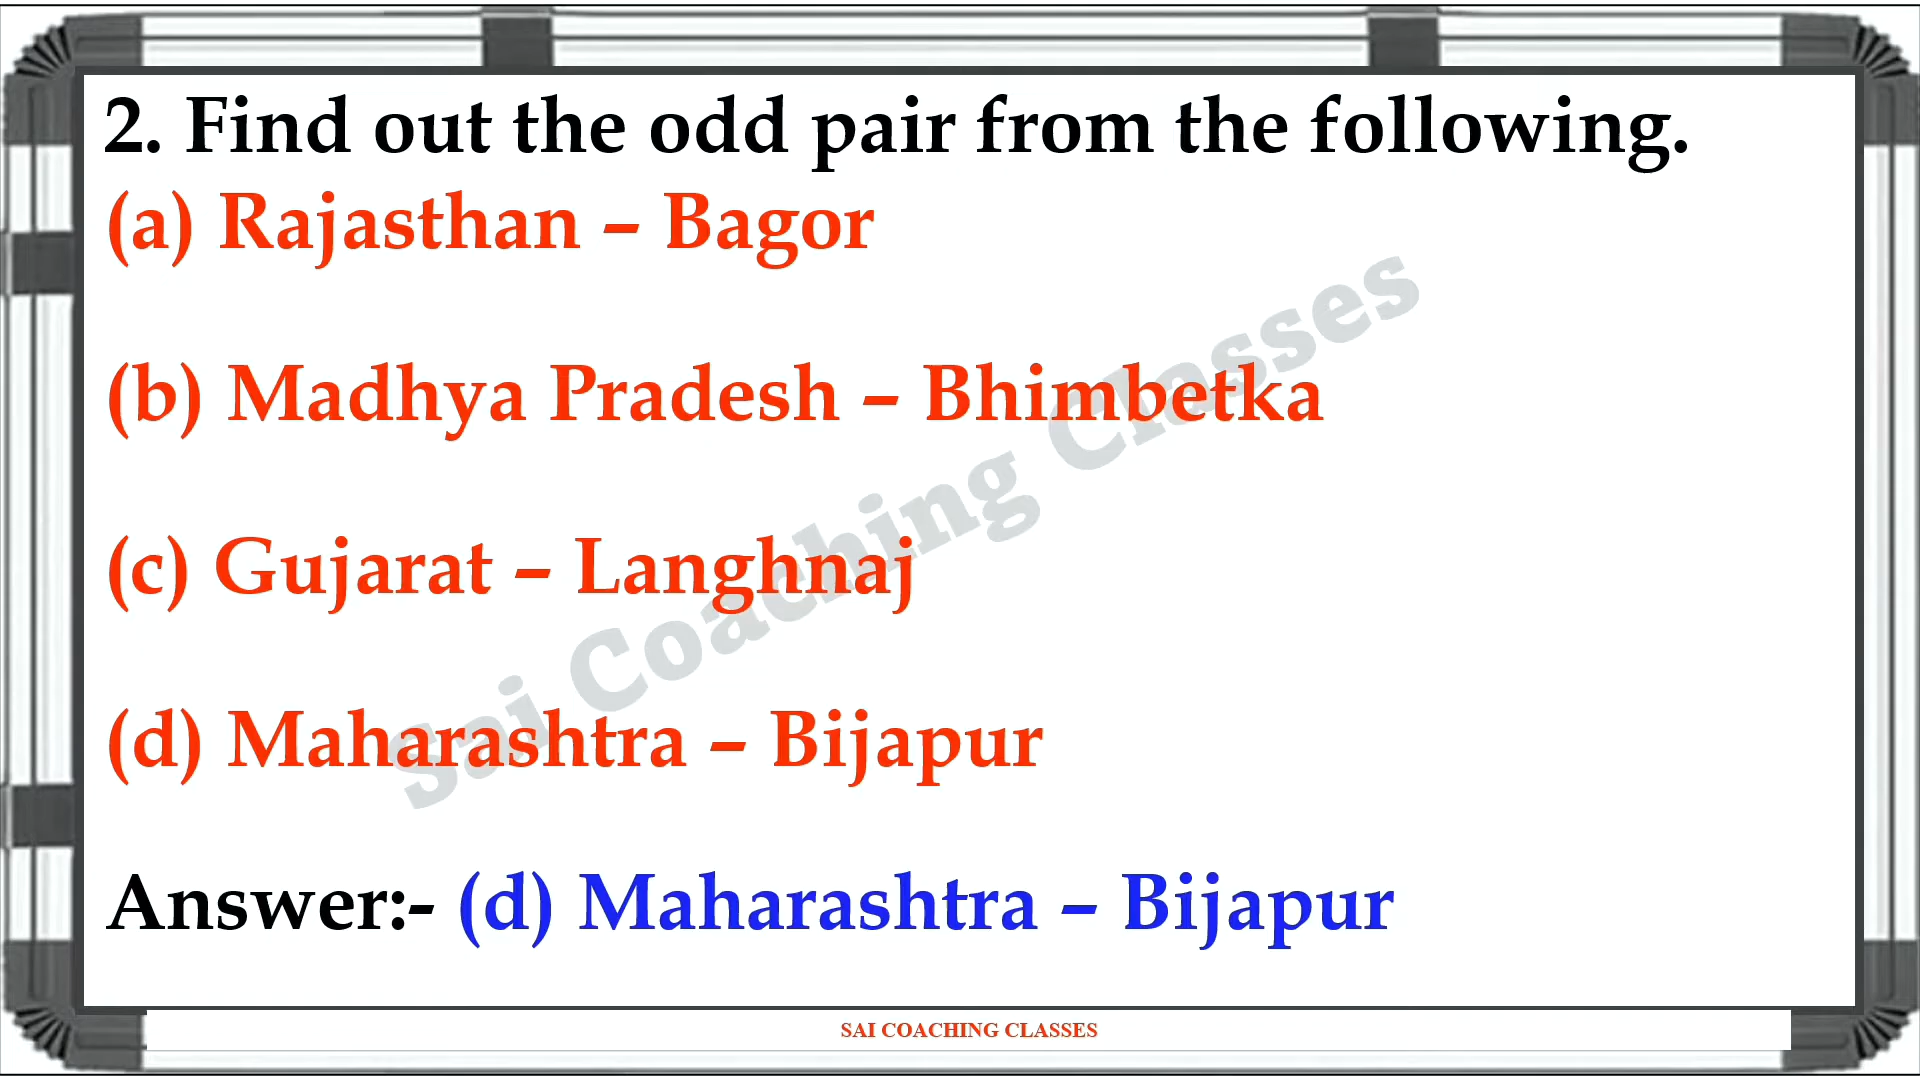 2. Find out the odd pair from the following.
(a) Rajasthan – Bagor
(b) Madhya Pradesh – Bhimbetka
(c) Gujarat – Langhnaj
(d) Maharashtra – Bijapur
Answer:- (d) Maharashtra – Bijapur
Sai Coaching Classes
SAI COACHING CLASSES